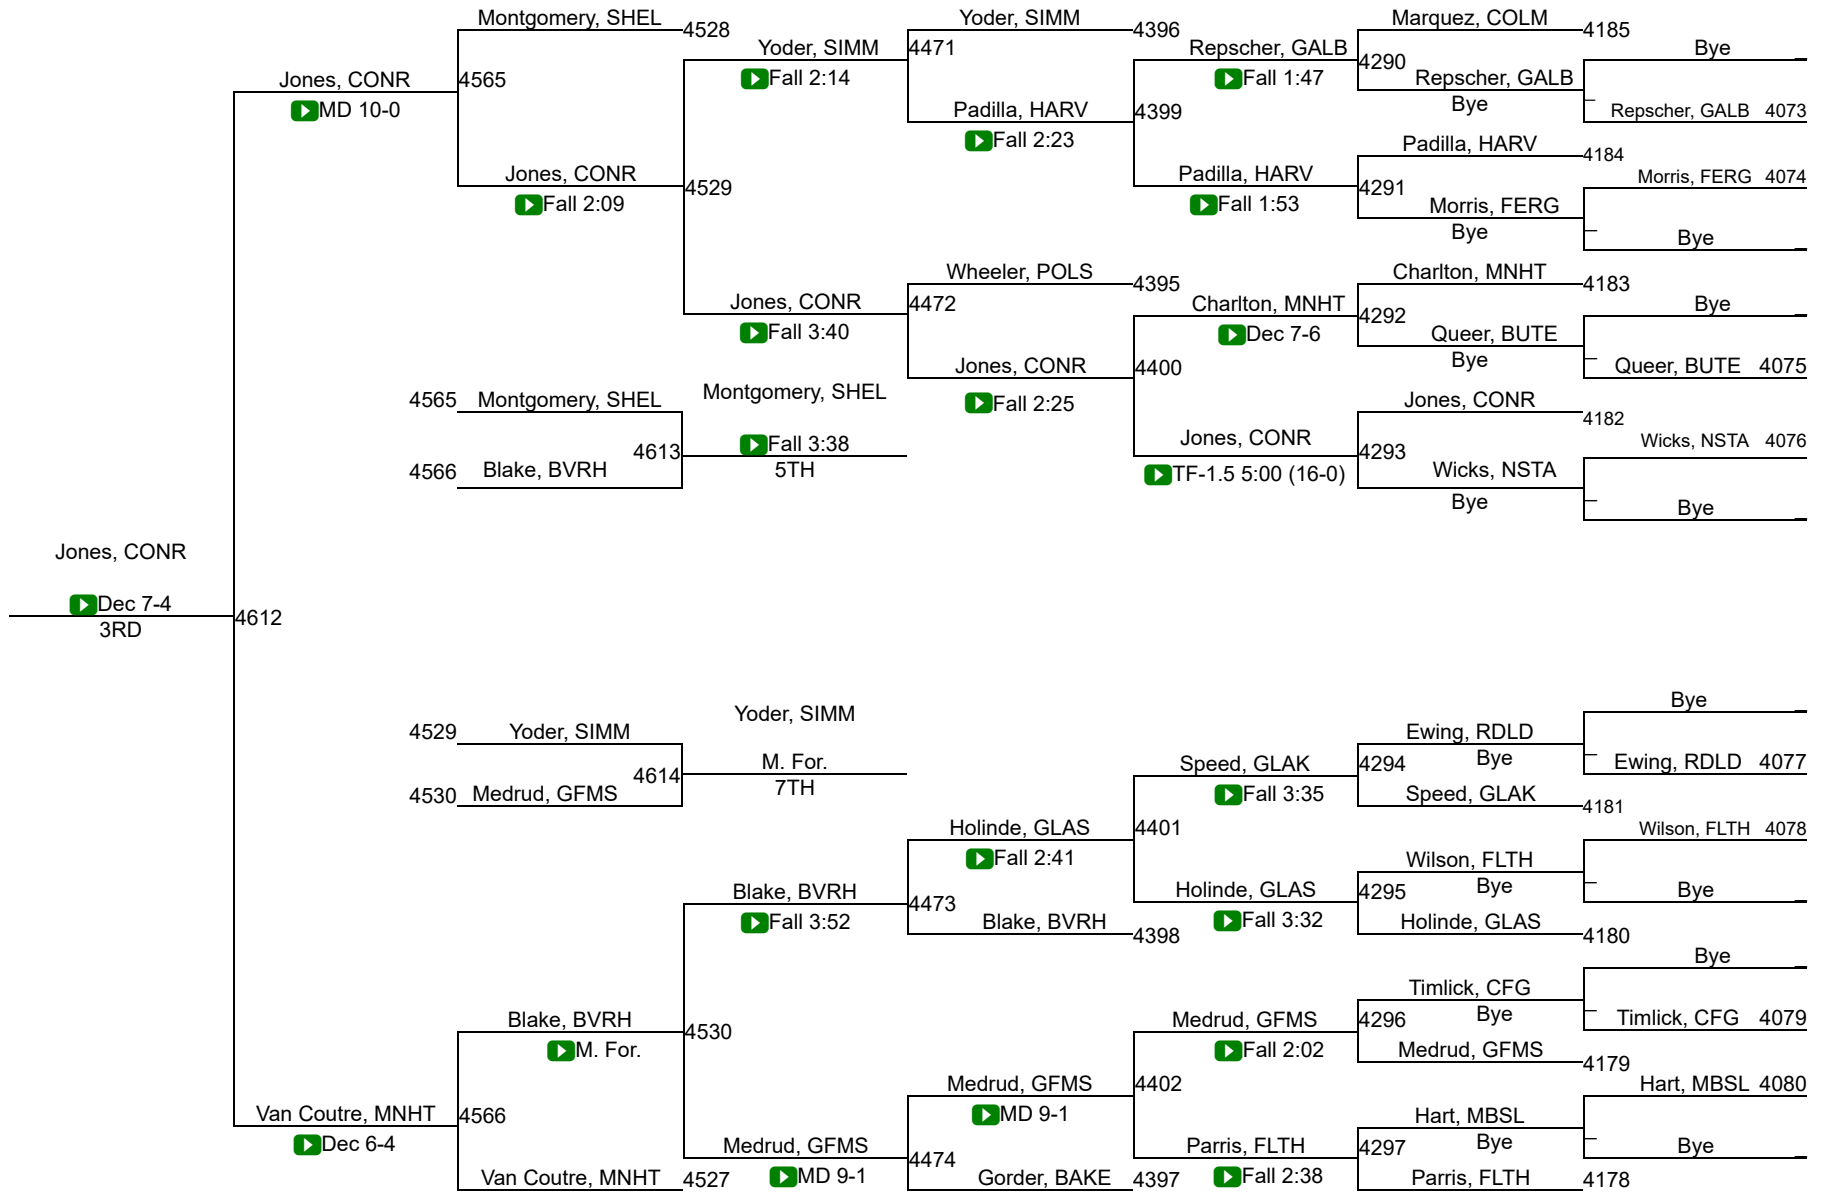 Montgomery, SHEL
4528
Yoder, SIMM
4396
Marquez, COLM
4185
Yoder, SIMM
4471
Repscher, GALB
Bye
Jones, CONR
4565
Fall 2:14
Fall 1:47
4290
Repscher, GALB
MD 10-0
Padilla, HARV
4399
Bye
Repscher, GALB 4073
Fall 2:23
Padilla, HARV
4184
Jones, CONR
4529
Padilla, HARV
4291
Morris, FERG 4074
Fall 2:09
Fall 1:53
Morris, FERG
Bye
Bye
Wheeler, POLS
4395
Charlton, MNHT
4183
Jones, CONR
4472
Charlton, MNHT
4292
Bye
Fall 3:40
Dec 7-6
Queer, BUTE
Bye
Jones, CONR
4400
Queer, BUTE 4075
4565
Montgomery, SHEL
Montgomery, SHEL
Fall 2:25
Jones, CONR
4182
Fall 3:38
Jones, CONR
Wicks, NSTA 4076
4613
4293
4566
Blake, BVRH
5TH
TF-1.5 5:00 (16-0)
Wicks, NSTA
Bye
Bye
Jones, CONR
Dec 7-4
4612
3RD
Bye
4529
Yoder, SIMM
Yoder, SIMM
Ewing, RDLD
Bye
M. For.
4614
Speed, GLAK
4294
Ewing, RDLD 4077
4530
Medrud, GFMS
7TH
Fall 3:35
Speed, GLAK
4181
Holinde, GLAS
4401
Wilson, FLTH 4078
Fall 2:41
Wilson, FLTH
Bye
Blake, BVRH
4473
Holinde, GLAS
4295
Bye
Fall 3:52
Blake, BVRH
4398
Fall 3:32
Holinde, GLAS
4180
Bye
Timlick, CFG
Bye
Blake, BVRH
4530
Medrud, GFMS
4296
Timlick, CFG 4079
M. For.
Fall 2:02
Medrud, GFMS
4179
Medrud, GFMS
4402
Hart, MBSL 4080
Van Coutre, MNHT
4566
MD 9-1
Hart, MBSL
Bye
Dec 6-4
Medrud, GFMS
4474
Parris, FLTH
4297
Bye
Van Coutre, MNHT
4527
MD 9-1
Gorder, BAKE
4397
Fall 2:38
Parris, FLTH
4178